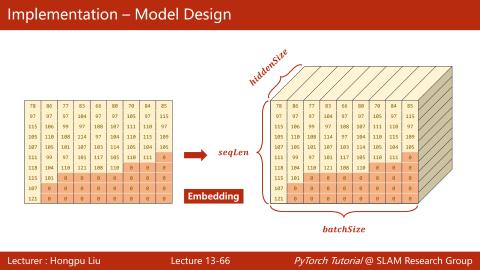 Implementation – Model Design
hiddenSize
78 86 77 83 66 80 70 84 85
97 97 97 104 97 97 105 97 115
115 106 99 97 108 107 111 110 97
105 110 108 114 97 104 110 115 109
107 105 101 107 103 114 105 104 105
111 99 97 101 117 105 110 111 0
118 104 110 121 108 110 0 0 0
115 101 0 0 0 0 0 0 0
107 0 0 0 0 0 0 0 0
121 0 0 0 0 0 0 0 0
Embedding
seqLen
78 86 77 83 66 80 70 84 85
97 97 97 104 97 97 105 97 115
115 106 99 97 108 107 111 110 97
105 110 108 114 97 104 110 115 109
107 105 101 107 103 114 105 104 105
111 99 97 101 117 105 110 111 0
118 104 110 121 108 110 0 0 0
115 101 0 0 0 0 0 0 0
107 0 0 0 0 0 0 0 0
121 0 0 0 0 0 0 0 0
batchSize
Lecturer : Hongpu Liu
Lecture 13-66
PyTorch Tutorial @ SLAM Research Group